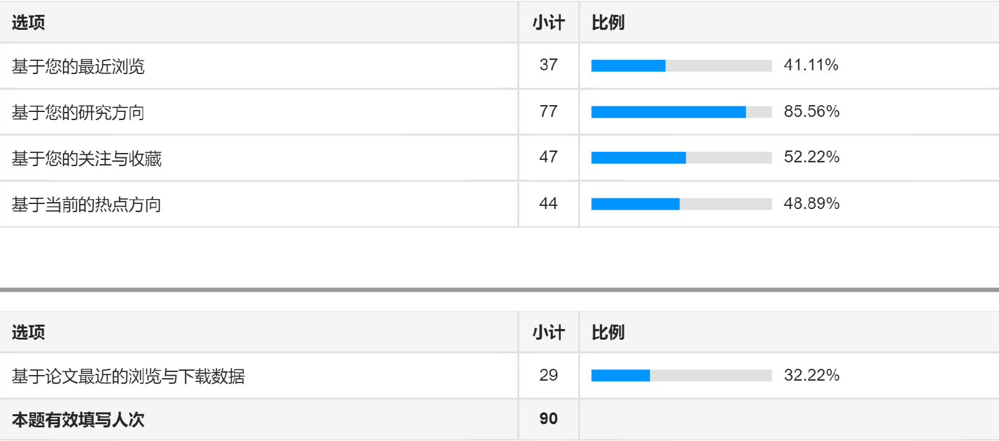 选项 小计 比例
基于您的最近浏览 37 41.11%
基于您的研究方向 77 85.56%
基于您的关注与收藏 47 52.22%
基于当前的热点方向 44 48.89%
选项 小计 比例
基于论文最近的浏览与下载数据 29 32.22%
本题有效填写人次 90